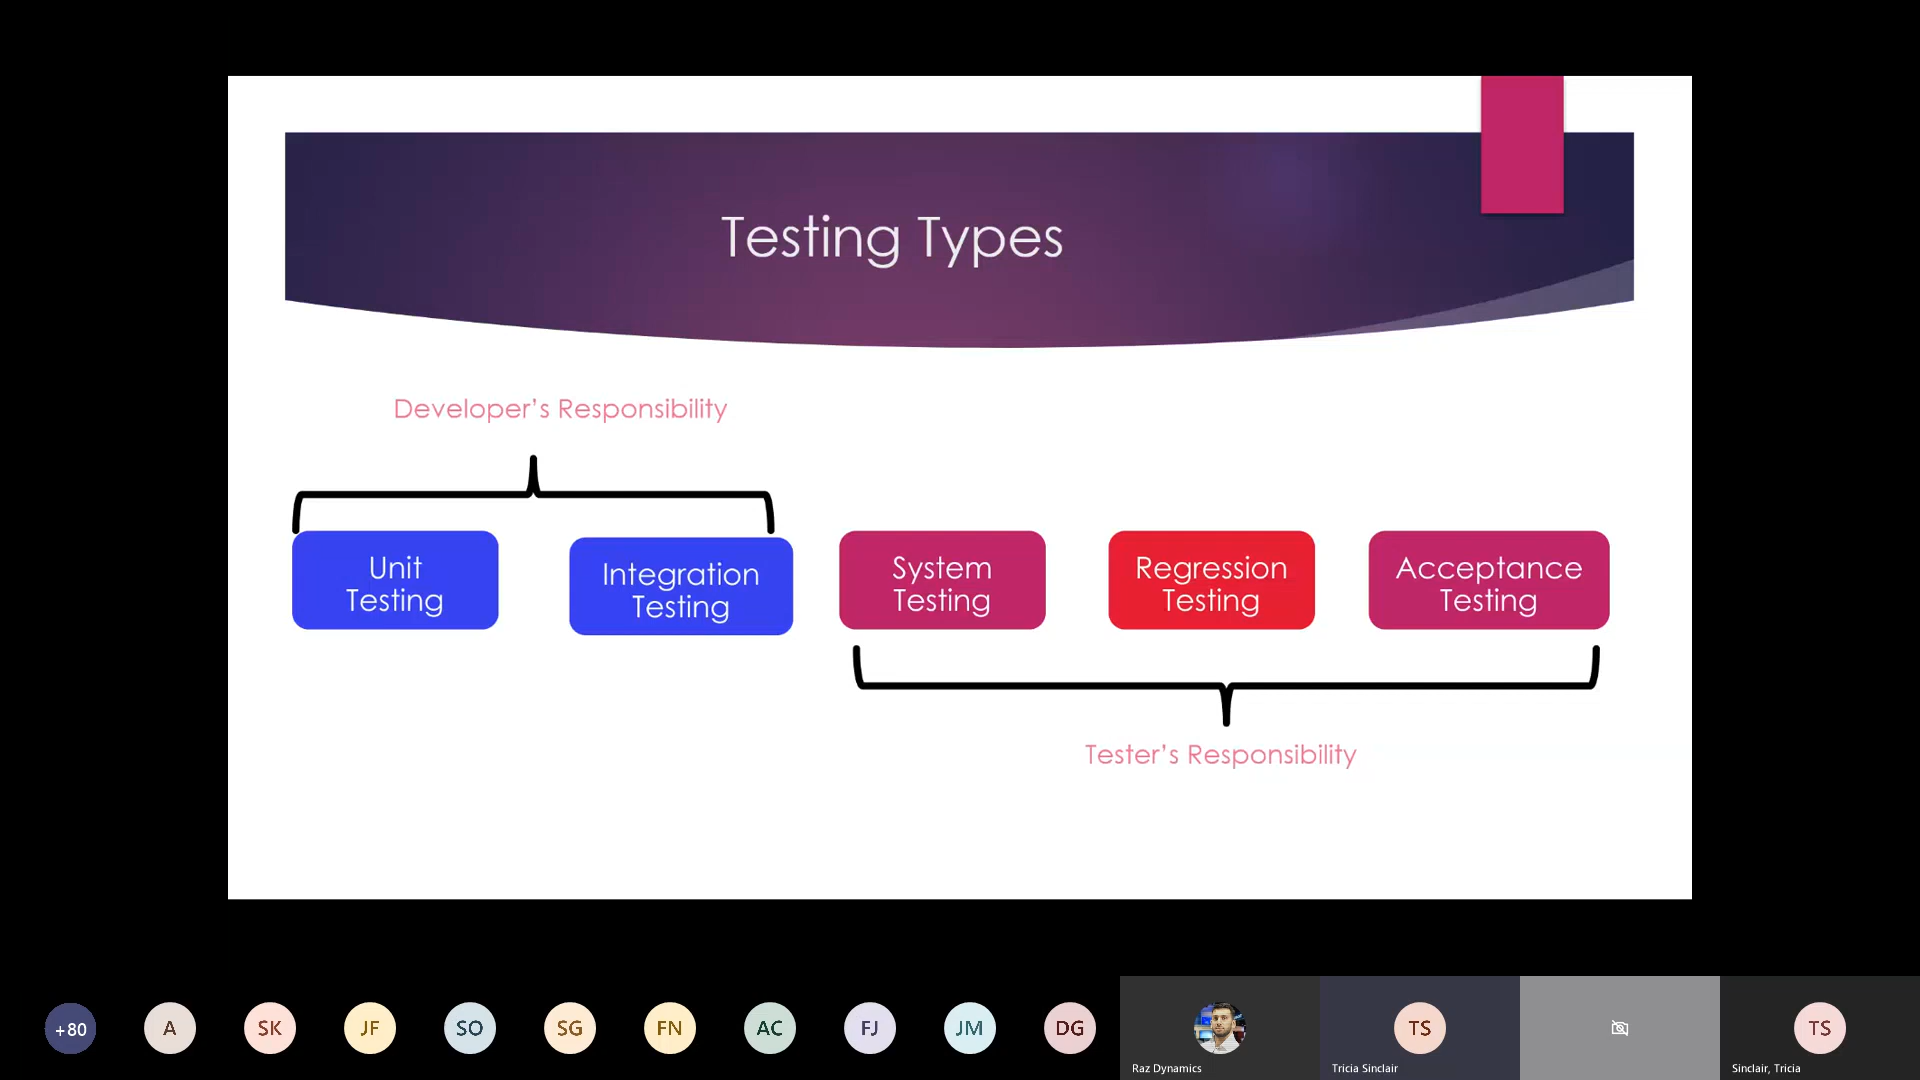 Testing Types
Developer's Responsibility
Unit
Testing
Integration
Testing
System
Testing
Regression
Testing
Acceptance
Testing
Tester's Responsibility
+80
A
SK
JF
SO
SG
FN
AC
FJ
JM
DG
Raz Dynamics
TS
Tricia Sinclair
TS
Sinclair, Tricia